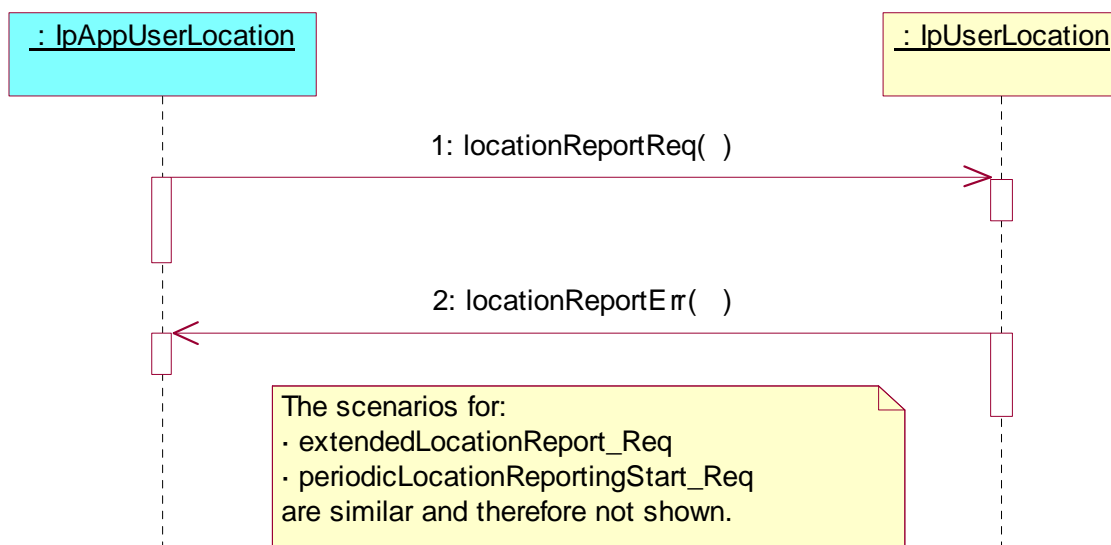 : IpAppUserLocation
: IpUserLocation
1: locationReportReq( )
2: locationReportErr( )
The scenarios for:
· extendedLocationReport_Req
· periodicLocationReportingStart_Req
are similar and therefore not shown.